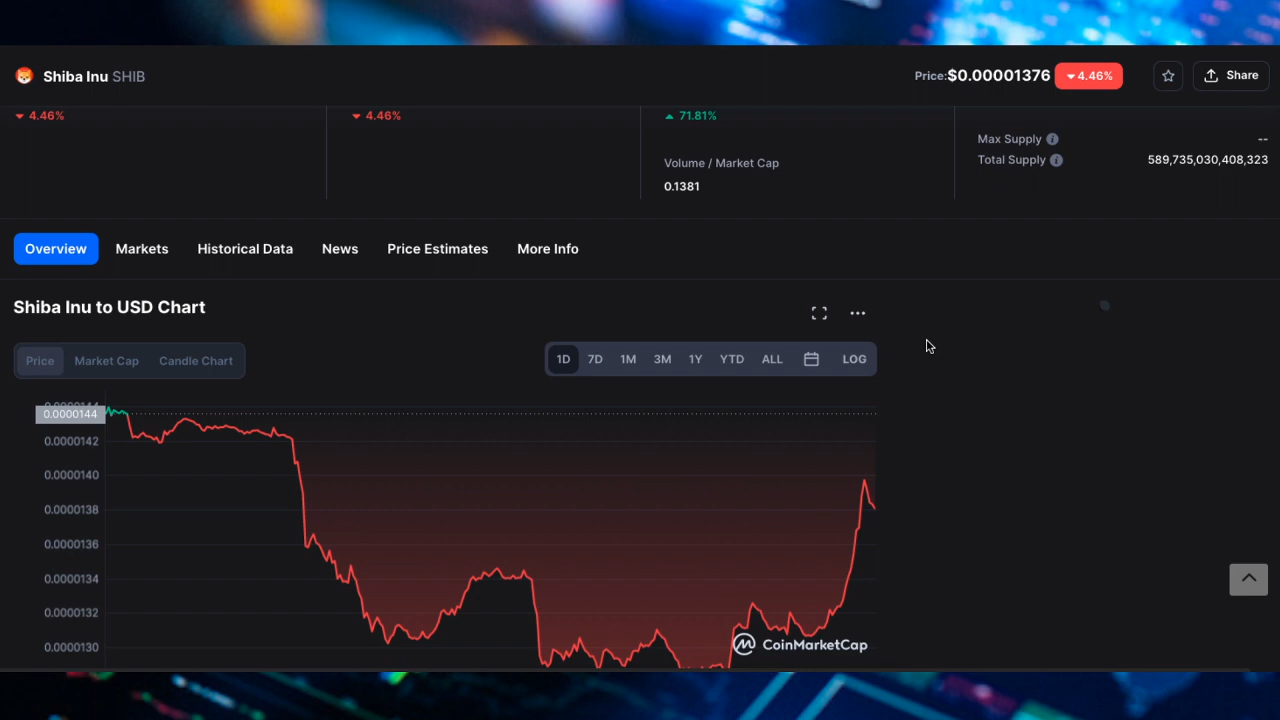 Shiba Inu SHIB
Price:$0.00001376 4.46%
Share
4.46%
4.46%
71.81%
Volume / Market Cap
0.1381
Max Supply --
Total Supply 589,735,030,408,323
Overview Markets Historical Data News Price Estimates More Info
Shiba Inu to USD Chart
Price Market Cap Candle Chart
1D 7D 1M 3M 1Y YTD ALL LOG
0.0000144
0.0000144
0.0000142
0.0000140
0.0000138
0.0000136
0.0000134
0.0000132
0.0000130
CoinMarketCap